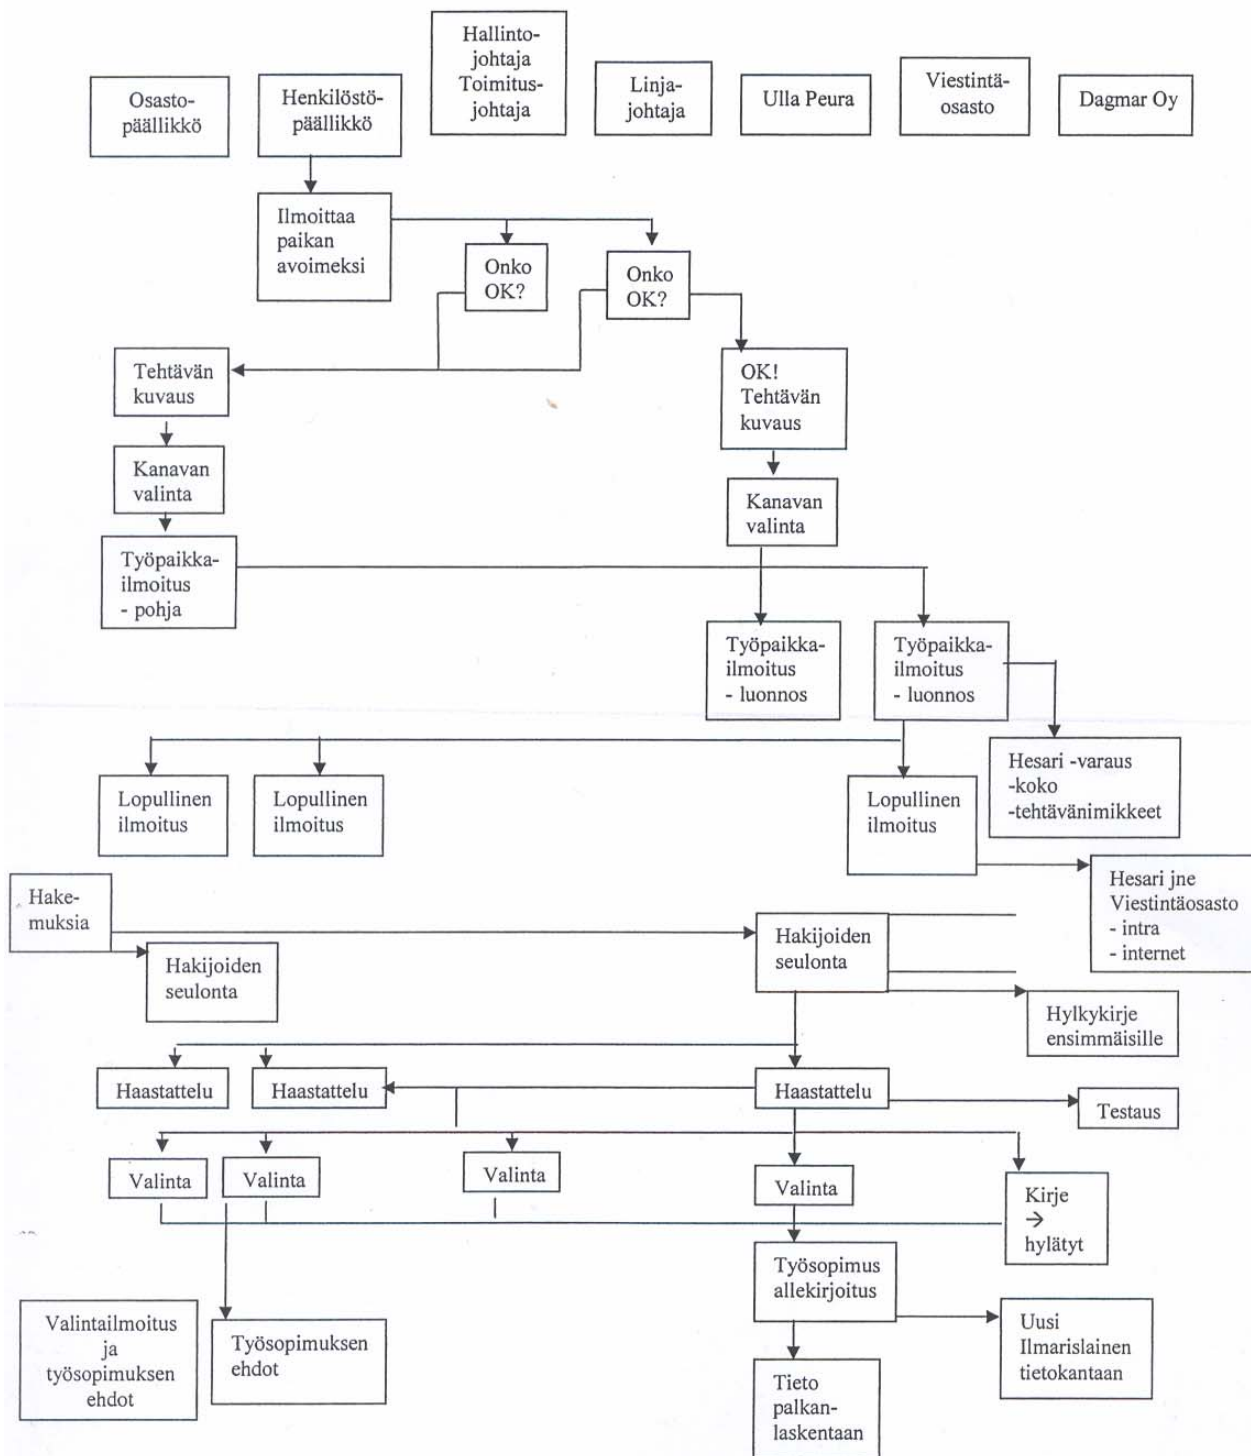 Osasto-
päällikkö
Henkilöstö-
päällikkö
Hallinto-
johtaja
Toimitus-
johtaja
Linja-
johtaja
Ulla Peura
Viestintä-
osasto
Dagmar Oy
Ilmoittaa
paikan
avoimeksi
Onko
OK?
Onko
OK?
Tehtävän
kuvaus
OK!
Tehtävän
kuvaus
Kanavan
valinta
Kanavan
valinta
Työpaikka-
ilmoitus
- pohja
Työpaikka-
ilmoitus
- luonnos
Työpaikka-
ilmoitus
- luonnos
Lopullinen
ilmoitus
Lopullinen
ilmoitus
Lopullinen
ilmoitus
Hesari -varaus
-koko
-tehtävänimikkeet
Hesari jne
Viestintäosasto
- intra
- internet
Hake-
muksia
Hakijoiden
seulonta
Hakijoiden
seulonta
Hylkykirje
ensimmäisille
Haastattelu
Haastattelu
Haastattelu
Testaus
Valinta
Valinta
Valinta
Valinta
Kirje
→
hylätyt
Työsopimus
allekirjoitus
Valintailmoitus
ja
työsopimuksen
ehdot
Työsopimuksen
ehdot
Uusi
Ilmarislainen
tietokantaan
Tieto
palkan-
laskentaan